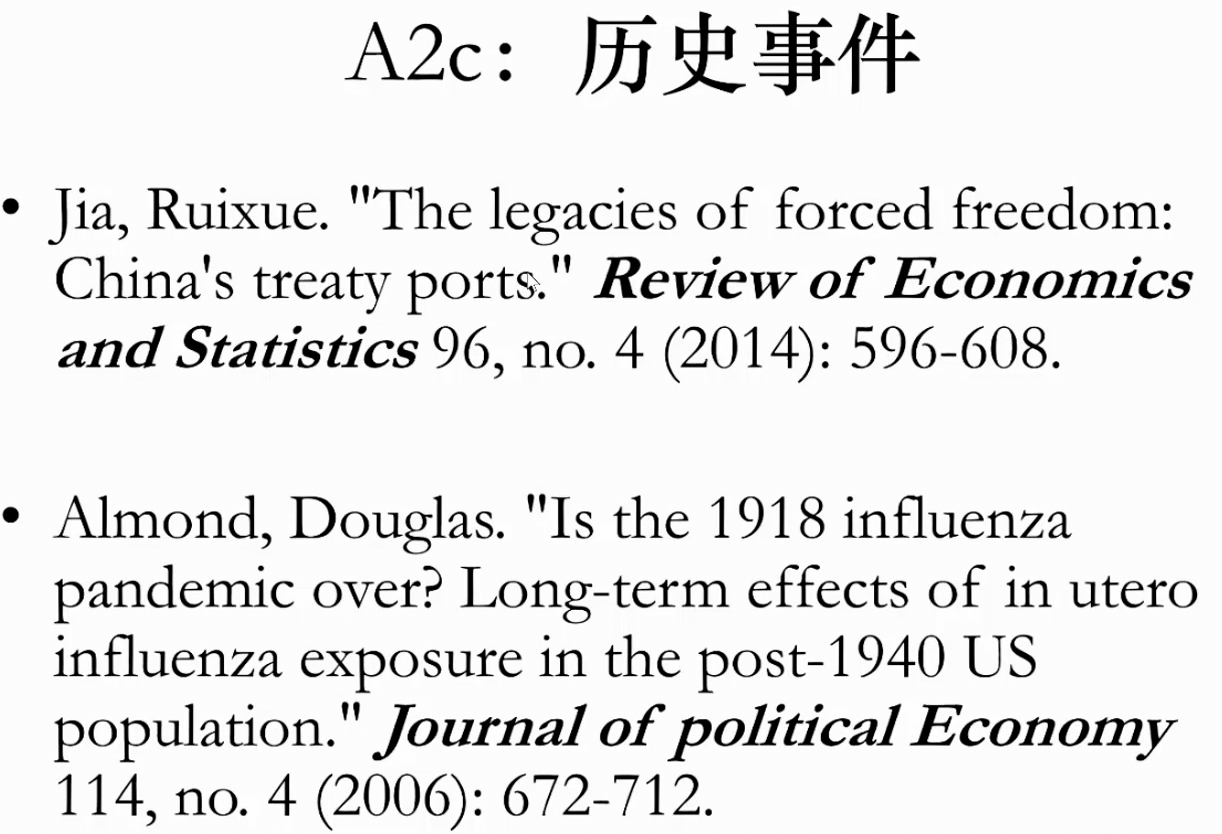 A2c：历史事件
• Jia, Ruixue. "The legacies of forced freedom:
China's treaty ports." Review of Economics
and Statistics 96, no. 4 (2014): 596-608.
• Almond, Douglas. "Is the 1918 influenza
pandemic over? Long-term effects of in utero
influenza exposure in the post-1940 US
population." Journal of political Economy
114, no. 4 (2006): 672-712.